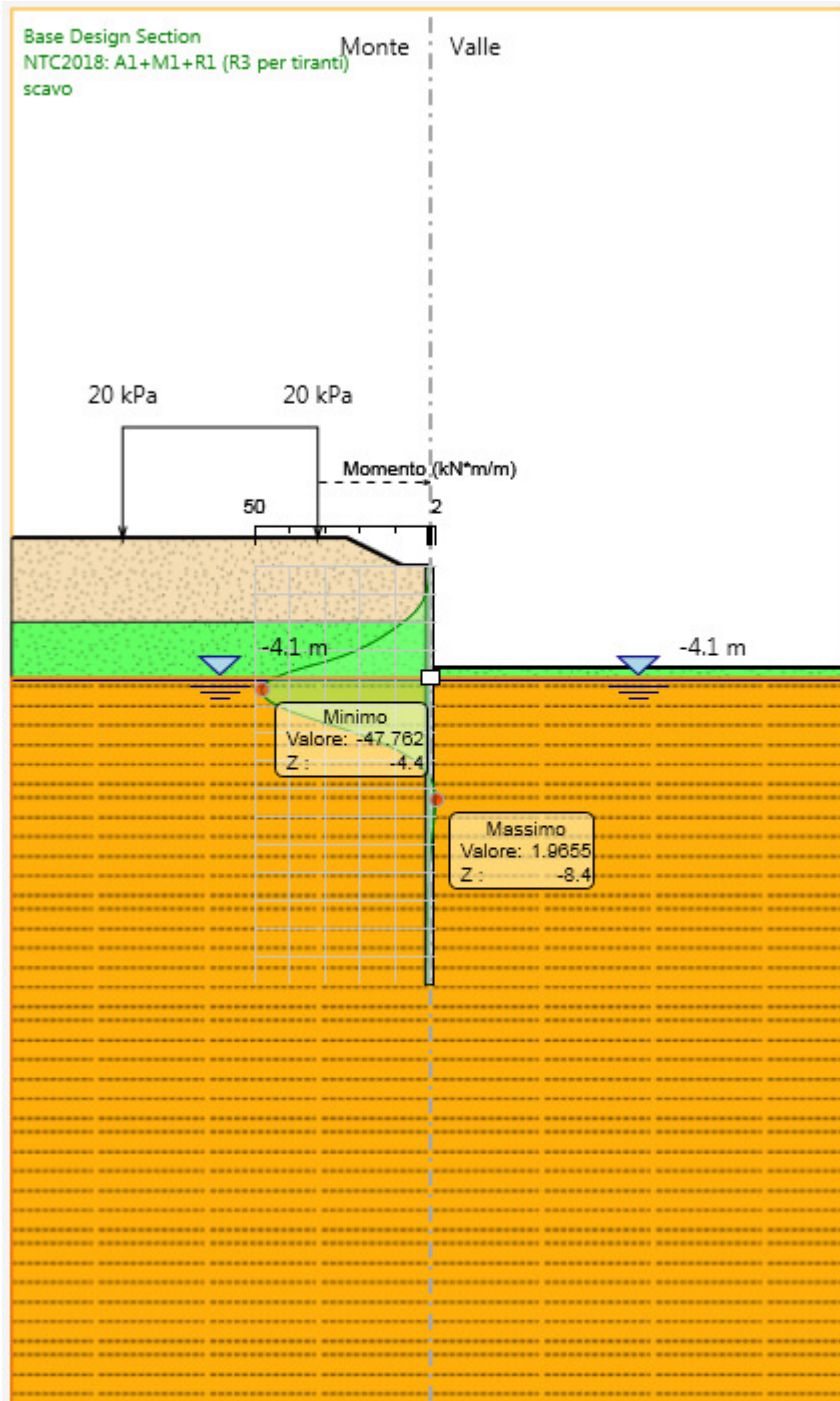 Base Design Section
NTC2018: A1+M1+R1 (R3 per tiranti)
scavo
Monte
Valle
20 kPa
20 kPa
Momento (kN*m/m)
50
2
-4.1 m
-4.1 m
Minimo
Valore: -47.762
Z : -4.4
Massimo
Valore: 1.9655
Z : -8.4